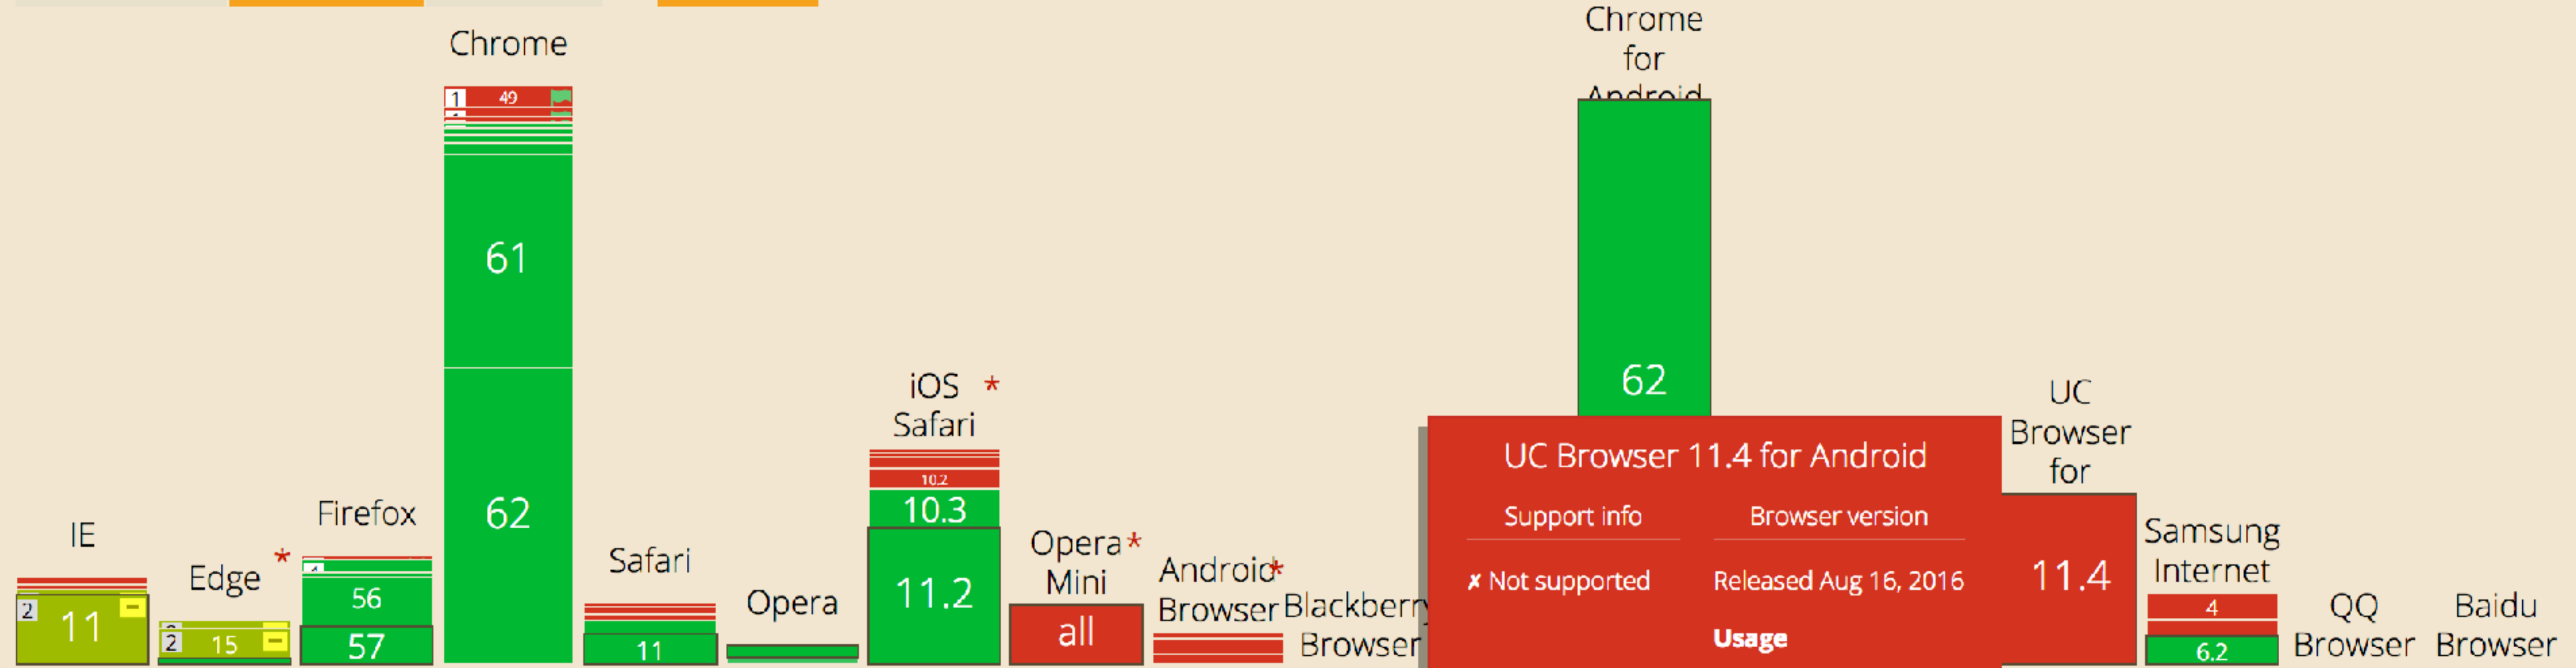 Chrome
1 49
61
62
IE
2 11
Edge *
2 15
Firefox
56
57
Safari
11
Opera
iOS *
Safari
10.2
10.3
11.2
Opera*
Mini
all
Android*
Browser
Blackberry
Browser
Chrome
for
Android
62
UC Browser 11.4 for Android
Support info Browser version
✗ Not supported Released Aug 16, 2016
Usage
UC
Browser
for
11.4
Samsung
Internet
4
6.2
QQ
Browser
Baidu
Browser